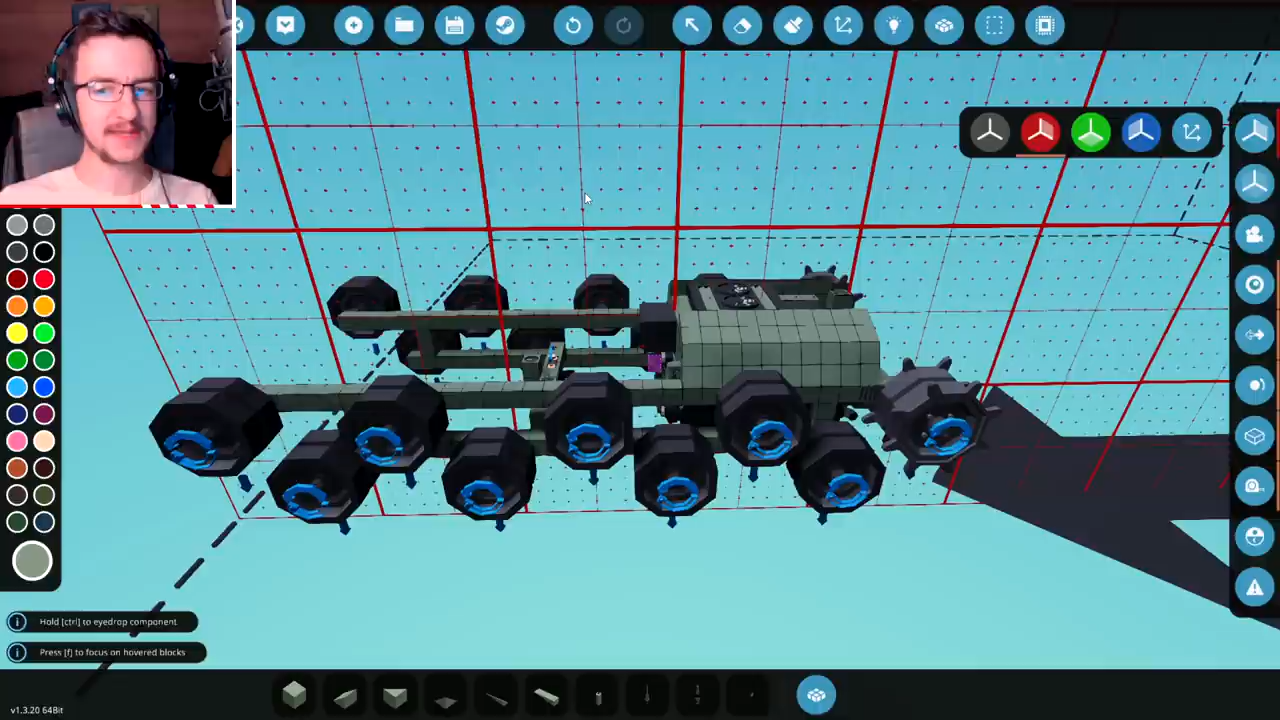 Hold [ctrl] to eyedrop component
Press [f] to focus on hovered blocks
v1.3.20 64Bit